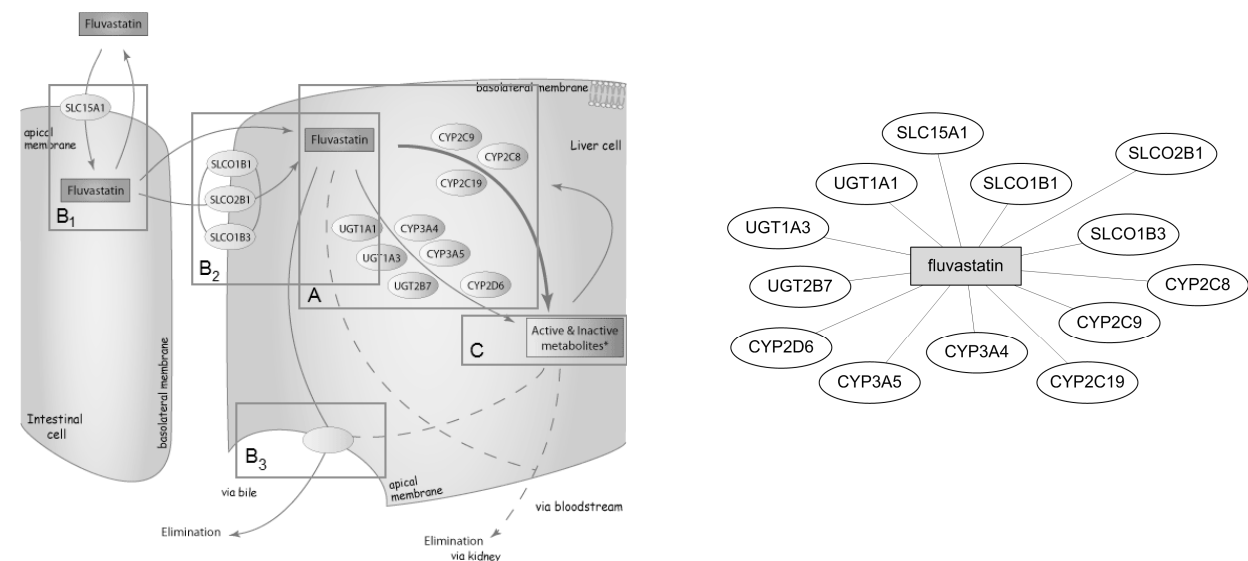 Fluvastatin
SLC15A1
apical
membrane
Fluvastatin
B1
Intestinal
cell
basolateral membrane
SLCO1B1
SLCO2B1
SLCO1B3
B2
basolateral membrane
Liver cell
Fluvastatin
CYP2C9
CYP2C8
CYP2C19
UGT1A1
CYP3A4
UGT1A3
CYP3A5
UGT2B7
CYP2D6
A
C
Active & Inactive
metabolites*
B3
via bile
apical
membrane
Elimination
via bloodstream
Elimination
via kidney
SLC15A1
SLCO2B1
UGT1A1
SLCO1B1
UGT1A3
SLCO1B3
fluvastatin
UGT2B7
CYP2C8
CYP2C9
CYP2D6
CYP3A4
CYP3A5
CYP2C19